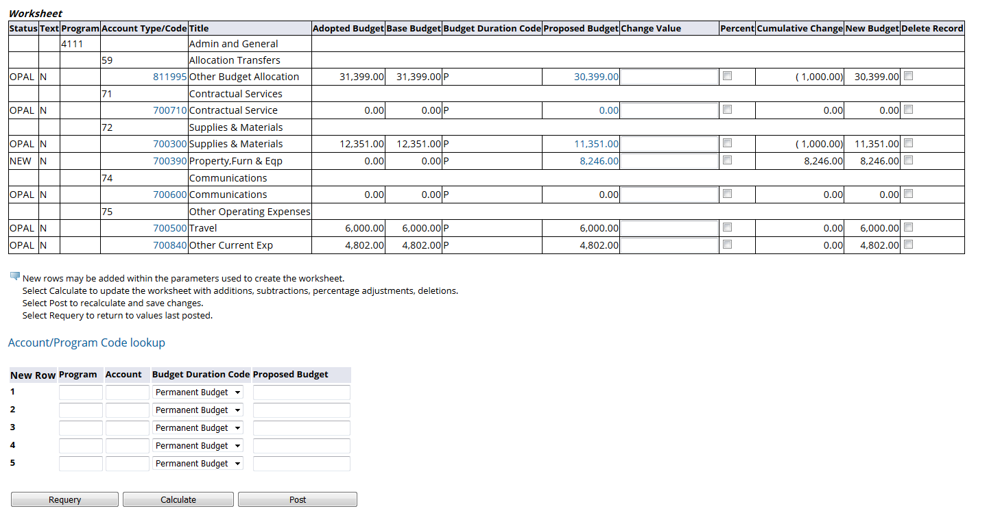 Worksheet
Status Text Program Account Type/Code Title Adopted Budget Base Budget Budget Duration Code Proposed Budget Change Value Percent Cumulative Change New Budget Delete Record
4111 Admin and General
59 Allocation Transfers
OPAL N 811995 Other Budget Allocation 31,399.00 31,399.00 P 30,399.00 ( 1,000.00) 30,399.00
71 Contractual Services
OPAL N 700710 Contractual Service 0.00 0.00 P 0.00 0.00 0.00
72 Supplies & Materials
OPAL N 700300 Supplies & Materials 12,351.00 12,351.00 P 11,351.00 ( 1,000.00) 11,351.00
NEW N 700390 Property,Furn & Eqp 0.00 0.00 P 8,246.00 8,246.00 8,246.00
74 Communications
OPAL N 700600 Communications 0.00 0.00 P 0.00 0.00 0.00
75 Other Operating Expenses
OPAL N 700500 Travel 6,000.00 6,000.00 P 6,000.00 0.00 6,000.00
OPAL N 700840 Other Current Exp 4,802.00 4,802.00 P 4,802.00 0.00 4,802.00
New rows may be added within the parameters used to create the worksheet.
Select Calculate to update the worksheet with additions, subtractions, percentage adjustments, deletions.
Select Post to recalculate and save changes.
Select Requery to return to values last posted.
Account/Program Code lookup
New Row Program Account Budget Duration Code Proposed Budget
1 Permanent Budget
2 Permanent Budget
3 Permanent Budget
4 Permanent Budget
5 Permanent Budget
Requery Calculate Post